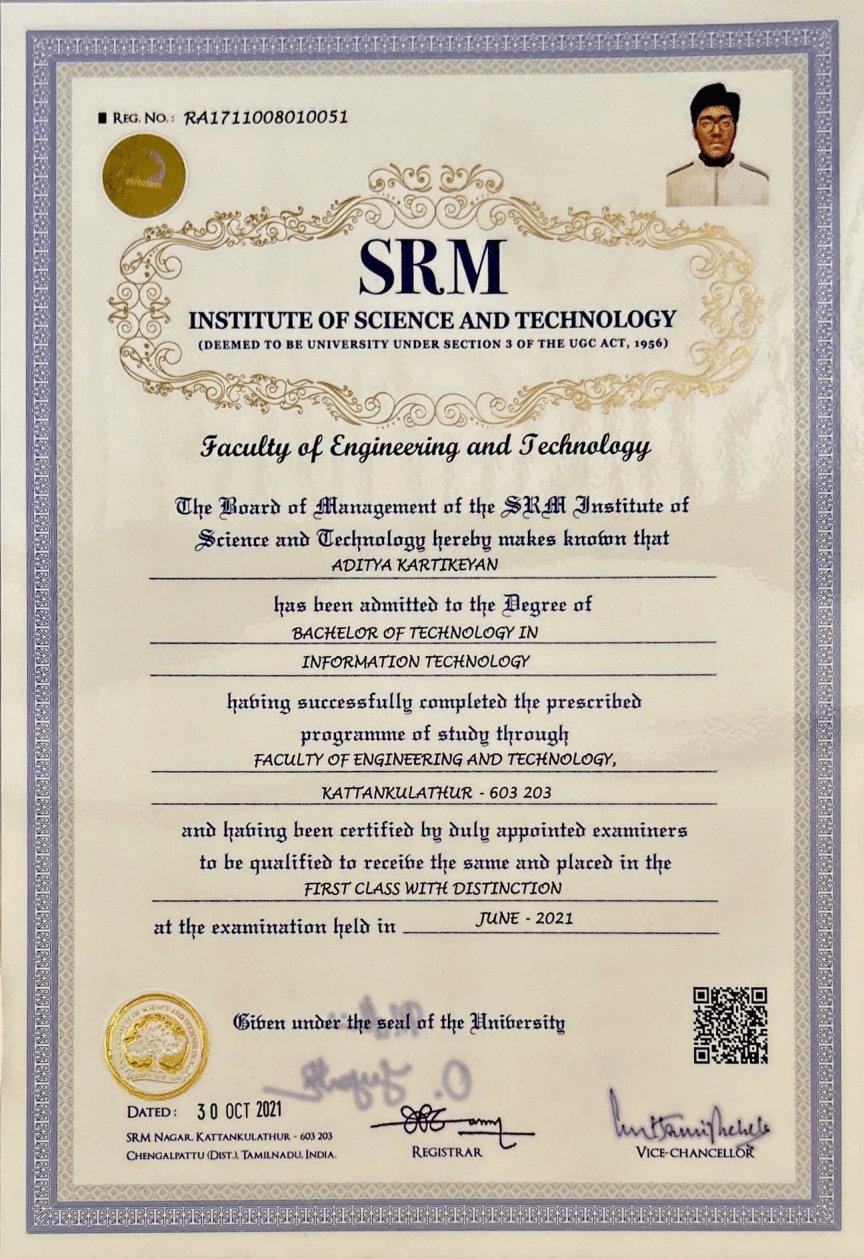 REG. NO.: RA1711008010051
SRM
INSTITUTE OF SCIENCE AND TECHNOLOGY
(DEEMED TO BE UNIVERSITY UNDER SECTION 3 OF THE UGC ACT, 1956)
Faculty of Engineering and Technology
The Board of Management of the SRM Institute of
Science and Technology hereby makes known that
ADITYA KARTIKEYAN
has been admitted to the Degree of
BACHELOR OF TECHNOLOGY IN
INFORMATION TECHNOLOGY
having successfully completed the prescribed
programme of study through
FACULTY OF ENGINEERING AND TECHNOLOGY,
KATTANKULATHUR - 603 203
and having been certified by duly appointed examiners
to be qualified to receive the same and placed in the
FIRST CLASS WITH DISTINCTION
at the examination held in JUNE - 2021
Given under the seal of the University
DATED: 30 OCT 2021
SRM NAGAR, KATTANKULATHUR - 603 203
CHENGALPATTU (DIST.), TAMILNADU, INDIA.
REGISTRAR
VICE-CHANCELLOR